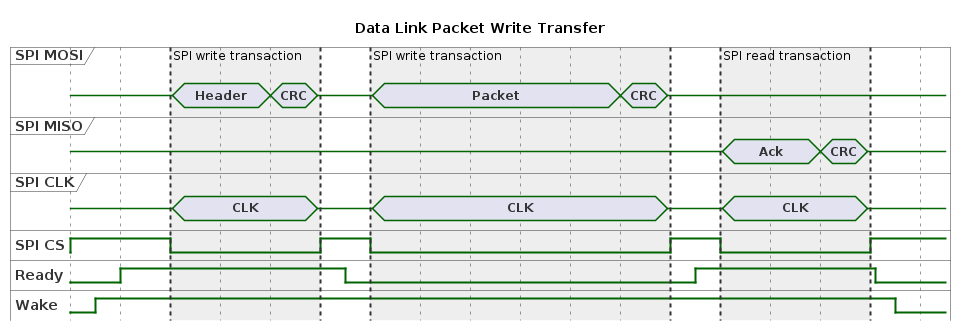 Data Link Packet Write Transfer
SPI MOSI
SPI write transaction SPI write transaction SPI read transaction
Header CRC Packet CRC
SPI MISO
Ack CRC
SPI CLK
CLK CLK CLK
SPI CS
Ready
Wake